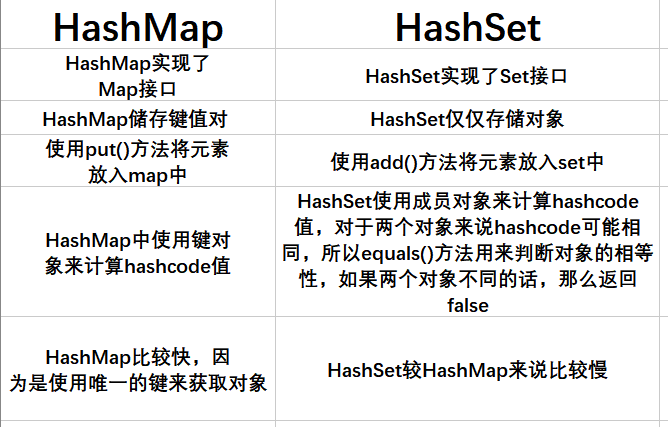 HashMap
HashSet
HashMap实现了
Map接口
HashSet实现了Set接口
HashMap储存键值对
HashSet仅仅存储对象
使用put()方法将元素
放入map中
使用add()方法将元素放入set中
HashMap中使用键对
象来计算hashcode值
HashSet使用成员对象来计算hashcode
值，对于两个对象来说hashcode可能相
同，所以equals()方法用来判断对象的相等
性，如果两个对象不同的话，那么返回
false
HashMap比较快，因
为是使用唯一的键来获取对象
HashSet较HashMap来说比较慢